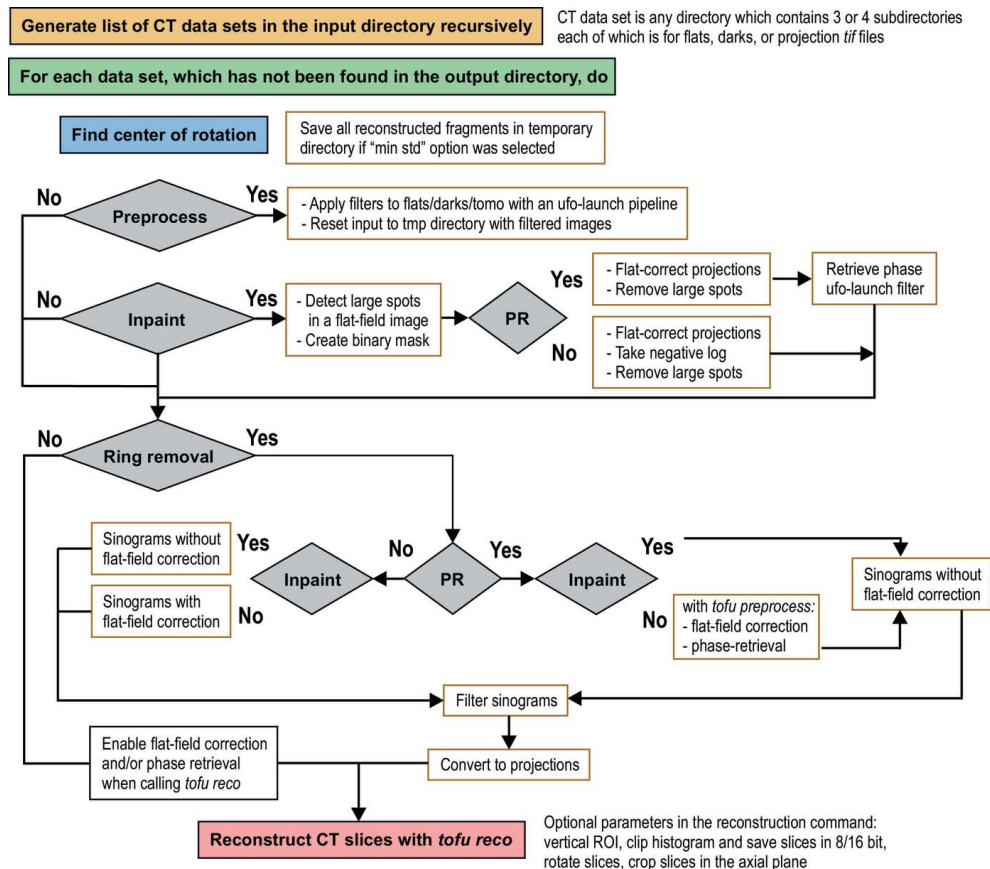 Generate list of CT data sets in the input directory recursively
CT data set is any directory which contains 3 or 4 subdirectories
each of which is for flats, darks, or projection tif files
For each data set, which has not been found in the output directory, do
Find center of rotation
Save all reconstructed fragments in temporary
directory if “min std” option was selected
No
Preprocess
Yes
- Apply filters to flats/darks/tomo with an ufo-launch pipeline
- Reset input to tmp directory with filtered images
No
Inpaint
Yes
- Detect large spots
in a flat-field image
- Create binary mask
PR
Yes
- Flat-correct projections
- Remove large spots
Retrieve phase
ufo-launch filter
No
- Flat-correct projections
- Take negative log
- Remove large spots
No
Ring removal
Yes
Sinograms without
flat-field correction
Yes
Sinograms with
flat-field correction
No
Inpaint
No
PR
Yes
Inpaint
Yes
No
with tofu preprocess:
- flat-field correction
- phase-retrieval
Sinograms without
flat-field correction
Filter sinograms
Enable flat-field correction
and/or phase retrieval
when calling tofu reco
Convert to projections
Reconstruct CT slices with tofu reco
Optional parameters in the reconstruction command:
vertical ROI, clip histogram and save slices in 8/16 bit,
rotate slices, crop slices in the axial plane